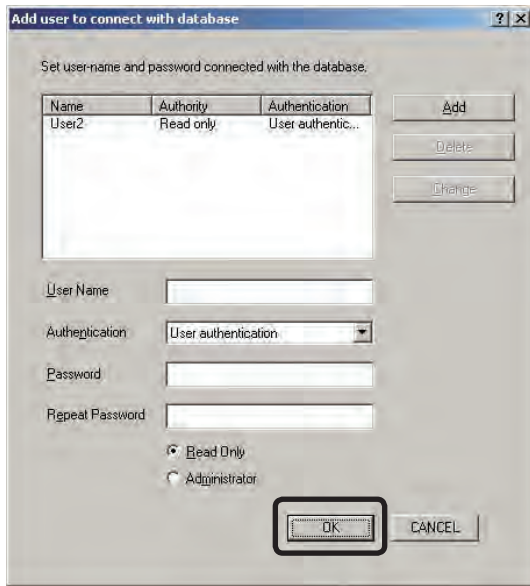 Add user to connect with database
Set user-name and password connected with the database.
Name Authority Authentication
User2 Read only User authentic...
Add
Delete
Change
User Name
Authentication User authentication
Password
Repeat Password
Read Only
Administrator
OK CANCEL